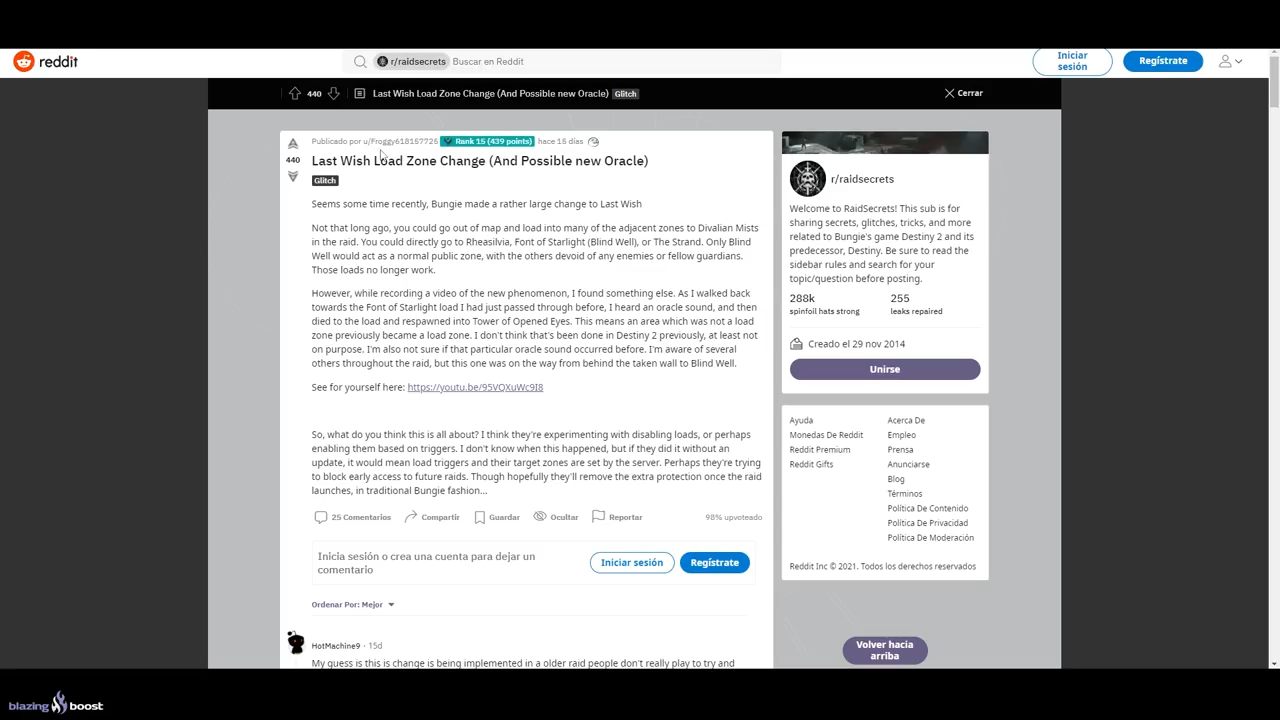 reddit
r/raidsecrets Buscar en Reddit
Iniciar sesión
Regístrate
440 Last Wish Load Zone Change (And Possible new Oracle) Glitch
Cerrar
Publicado por u/Froggy618157725 Rank 15 (439 points) hace 15 días
440
Last Wish Load Zone Change (And Possible new Oracle)
Glitch
Seems some time recently, Bungie made a rather large change to Last Wish
Not that long ago, you could go out of map and load into many of the adjacent zones to Divalian Mists
in the raid. You could directly go to Rheasilvia, Font of Starlight (Blind Well), or The Strand. Only Blind
Well would act as a normal public zone, with the others devoid of any enemies or fellow guardians.
Those loads no longer work.
However, while recording a video of the new phenomenon, I found something else. As I walked back
towards the Font of Starlight load I had just passed through before, I heard an oracle sound, and then
died to the load and respawned into Tower of Opened Eyes. This means an area which was not a load
zone previously became a load zone. I don't think that's been done in Destiny 2 previously, at least not
on purpose. I'm also not sure if that particular oracle sound occurred before. I'm aware of several
others throughout the raid, but this one was on the way from behind the taken wall to Blind Well.
See for yourself here: https://youtu.be/95VQXuWc9I8
So, what do you think this is all about? I think they're experimenting with disabling loads, or perhaps
enabling them based on triggers. I don't know when this happened, but if they did it without an
update, it would mean load triggers and their target zones are set by the server. Perhaps they're trying
to block early access to future raids. Though hopefully they'll remove the extra protection once the raid
launches, in traditional Bungie fashion...
25 Comentarios Compartir Guardar Ocultar Reportar 98% upvoteado
Inicia sesión o crea una cuenta para dejar un
comentario
Iniciar sesión
Regístrate
Ordenar Por: Mejor
HotMachine9 · 15d
My guess is this is change is being implemented in a older raid people don't really play to try and
r/raidsecrets
Welcome to RaidSecrets! This sub is for
sharing secrets, glitches, tricks, and more
related to Bungie's game Destiny 2 and its
predecessor, Destiny. Be sure to read the
sidebar rules and search for your
topic/question before posting.
288k 255
spinfoil hats strong leaks repaired
Creado el 29 nov 2014
Unirse
Ayuda Acerca De
Monedas De Reddit Empleo
Reddit Premium Prensa
Reddit Gifts Anunciarse
Blog
Términos
Política De Contenido
Política De Privacidad
Política De Moderación
Reddit Inc © 2021. Todos los derechos reservados
Volver hacia
arriba
blazing boost